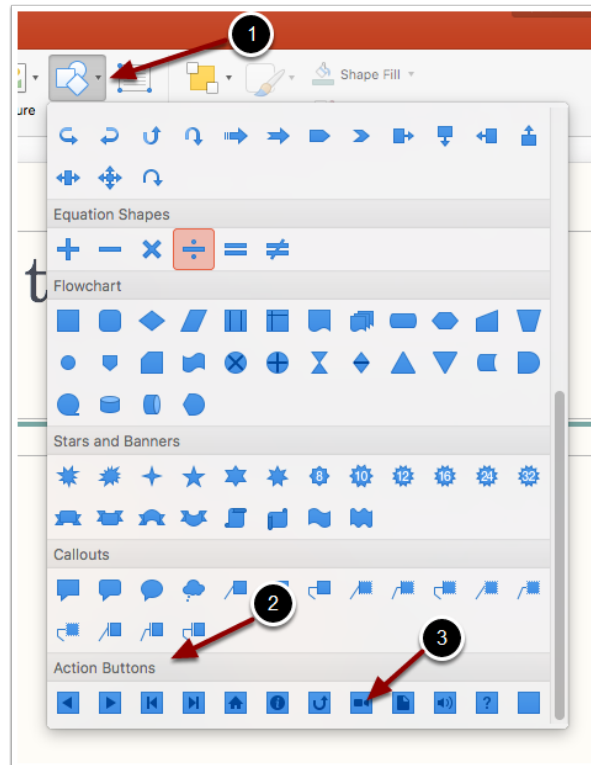 1
Shape Fill
ure
t
Equation Shapes
Flowchart
Stars and Banners
8 10 12 16 24 32
Callouts
2
3
Action Buttons
?